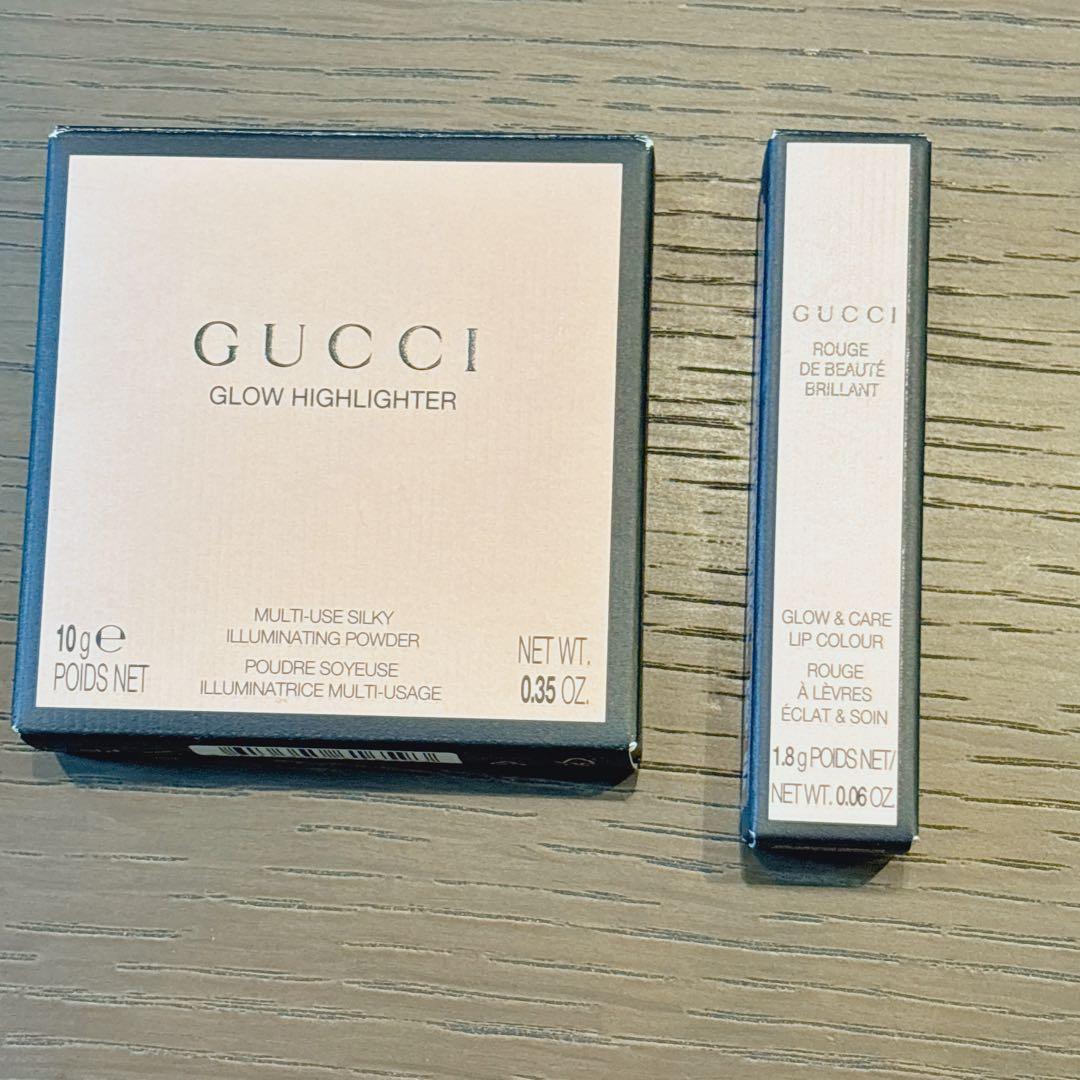 GUCCI
GLOW HIGHLIGHTER
MULTI-USE SILKY
ILLUMINATING POWDER
POUDRE SOYEUSE
ILLUMINATRICE MULTI-USAGE
10 g ℮
POIDS NET
NET WT.
0.35 OZ.
GUCCI
ROUGE
DE BEAUTÉ
BRILLANT
GLOW & CARE
LIP COLOUR
ROUGE
À LÈVRES
ÉCLAT & SOIN
1.8 g POIDS NET/
NET WT. 0.06 OZ.